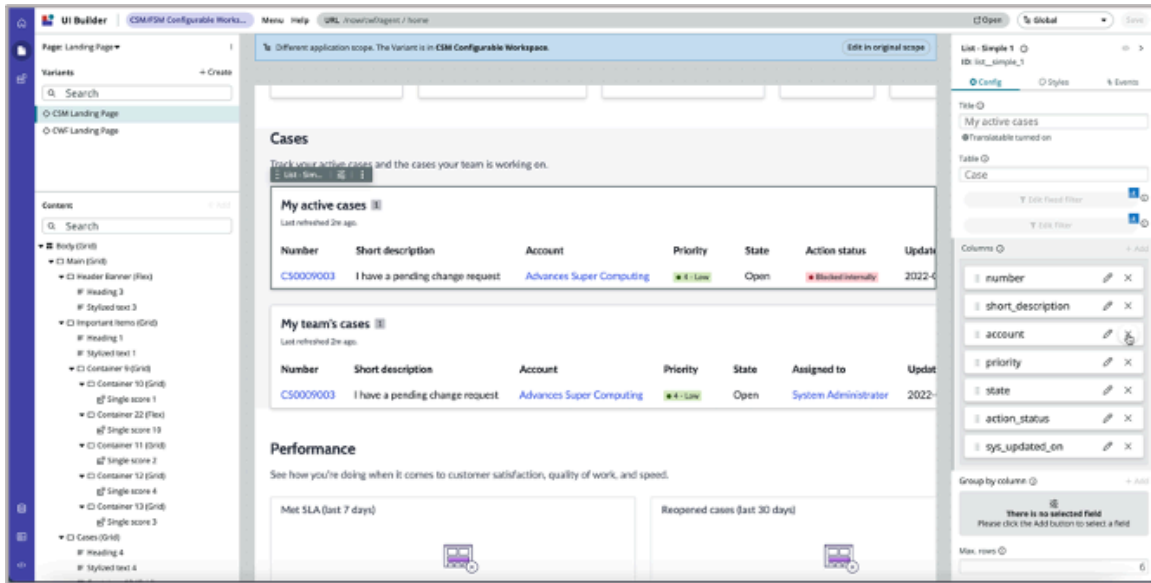 UI Builder
CSM/FSM Configurable Works...
Menu Help
URL /now/cwf/agent / home
Open
Global
Save
Page: Landing Page
Variants
+ Create
Search
CSM Landing Page
CWF Landing Page
Content
+ Add
Search
Body (Grid)
Main (Grid)
Header Banner (Flex)
Heading 3
Stylized text 3
Important Items (Grid)
Heading 1
Stylized text 1
Container 9 (Grid)
Container 10 (Grid)
Single score 1
Container 22 (Flex)
Single score 10
Container 11 (Grid)
Single score 2
Container 12 (Grid)
Single score 4
Container 13 (Grid)
Single score 3
Cases (Grid)
Heading 4
Stylized text 4
Different application scope. The Variant is in CSM Configurable Workspace.
Edit in original scope
Cases
Track your active cases and the cases your team is working on.
List - Sim...
My active cases 1
Last refreshed 2m ago.
Number Short description Account Priority State Action status Update
CS0009003 I have a pending change request Advances Super Computing 4 - Low Open Blocked internally 2022-0
My team's cases 1
Last refreshed 2m ago.
Number Short description Account Priority State Assigned to Updat
CS0009003 I have a pending change request Advances Super Computing 4 - Low Open System Administrator 2022-
Performance
See how you're doing when it comes to customer satisfaction, quality of work, and speed.
Met SLA (last 7 days)
Reopened cases (last 30 days)
List - Simple 1
ID: list_simple_1
Config Styles Events
Title
My active cases
Translatable turned on
Table
Case
Edit Fixed Filter
Edit Filter
Columns
+ Add
number
short_description
account
priority
state
action_status
sys_updated_on
Group by column
+ Add
There is no selected field
Please click the Add button to select a field
Max. rows
6